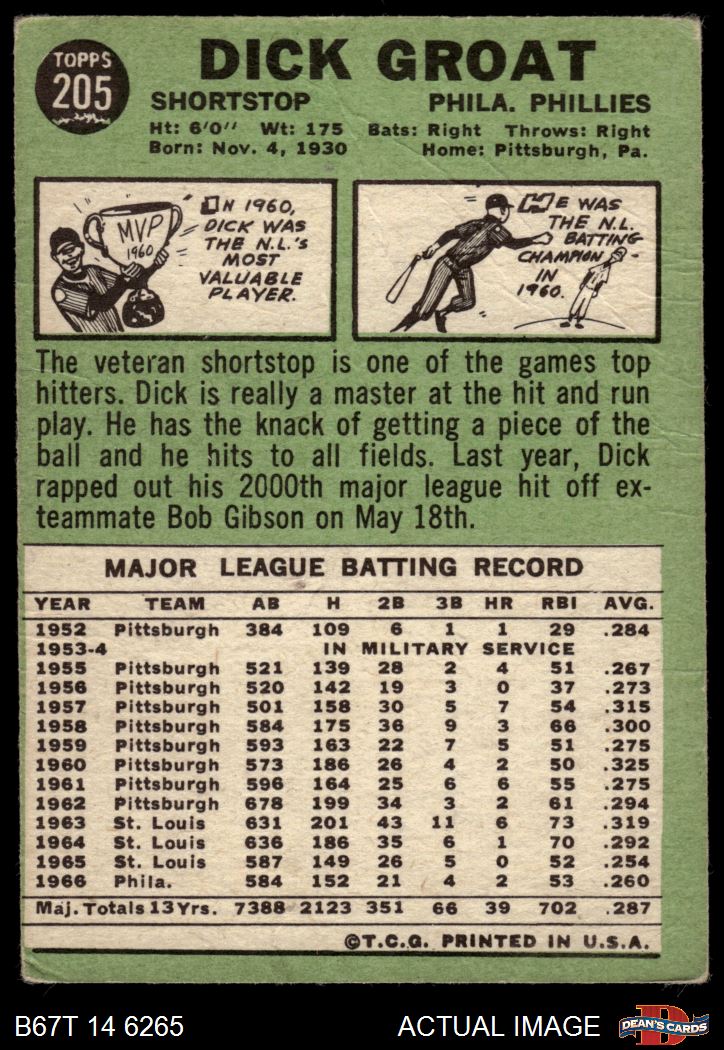 TOPPS
205
DICK GROAT
SHORTSTOP PHILA. PHILLIES
Ht: 6'0" Wt: 175 Bats: Right Throws: Right
Born: Nov. 4, 1930 Home: Pittsburgh, Pa.
MVP
1960
IN 1960,
DICK WAS
THE N.L.'S
MOST
VALUABLE
PLAYER.
HE WAS
THE N.L.
BATTING
CHAMPION
IN
1960.
The veteran shortstop is one of the games top
hitters. Dick is really a master at the hit and run
play. He has the knack of getting a piece of the
ball and he hits to all fields. Last year, Dick
rapped out his 2000th major league hit off ex-
teammate Bob Gibson on May 18th.
MAJOR LEAGUE BATTING RECORD
YEAR TEAM AB H 2B 3B HR RBI AVG.
1952 Pittsburgh 384 109 6 1 1 29 .284
1953-4 IN MILITARY SERVICE
1955 Pittsburgh 521 139 28 2 4 51 .267
1956 Pittsburgh 520 142 19 3 0 37 .273
1957 Pittsburgh 501 158 30 5 7 54 .315
1958 Pittsburgh 584 175 36 9 3 66 .300
1959 Pittsburgh 593 163 22 7 5 51 .275
1960 Pittsburgh 573 186 26 4 2 50 .325
1961 Pittsburgh 596 164 25 6 6 55 .275
1962 Pittsburgh 678 199 34 3 2 61 .294
1963 St. Louis 631 201 43 11 6 73 .319
1964 St. Louis 636 186 35 6 1 70 .292
1965 St. Louis 587 149 26 5 0 52 .254
1966 Phila. 584 152 21 4 2 53 .260
Maj. Totals 13 Yrs. 7388 2123 351 66 39 702 .287
©T.C.G. PRINTED IN U.S.A.
B67T 14 6265 ACTUAL IMAGE
D
DEAN'S CARDS